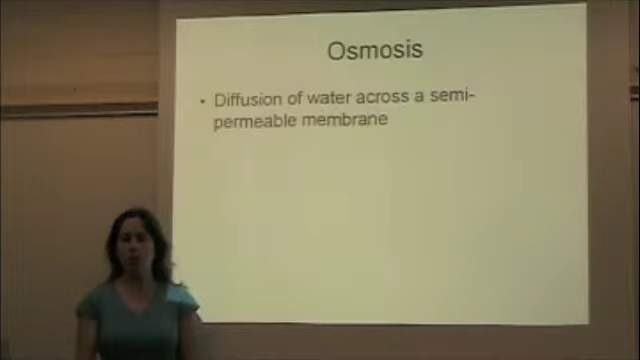 Osmosis
• Diffusion of water across a semi-
permeable membrane